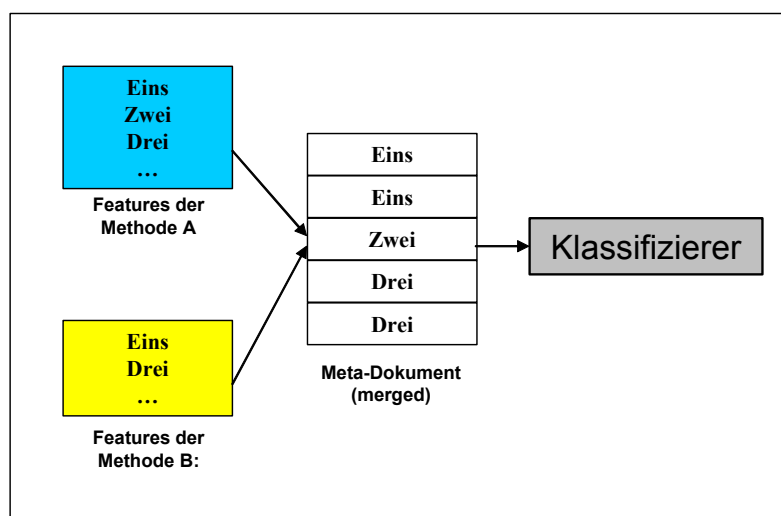 Eins
Zwei
Drei
…
Features der
Methode A
Eins
Drei
…
Features der
Methode B:
Eins
Eins
Zwei
Drei
Drei
Meta-Dokument
(merged)
Klassifizierer